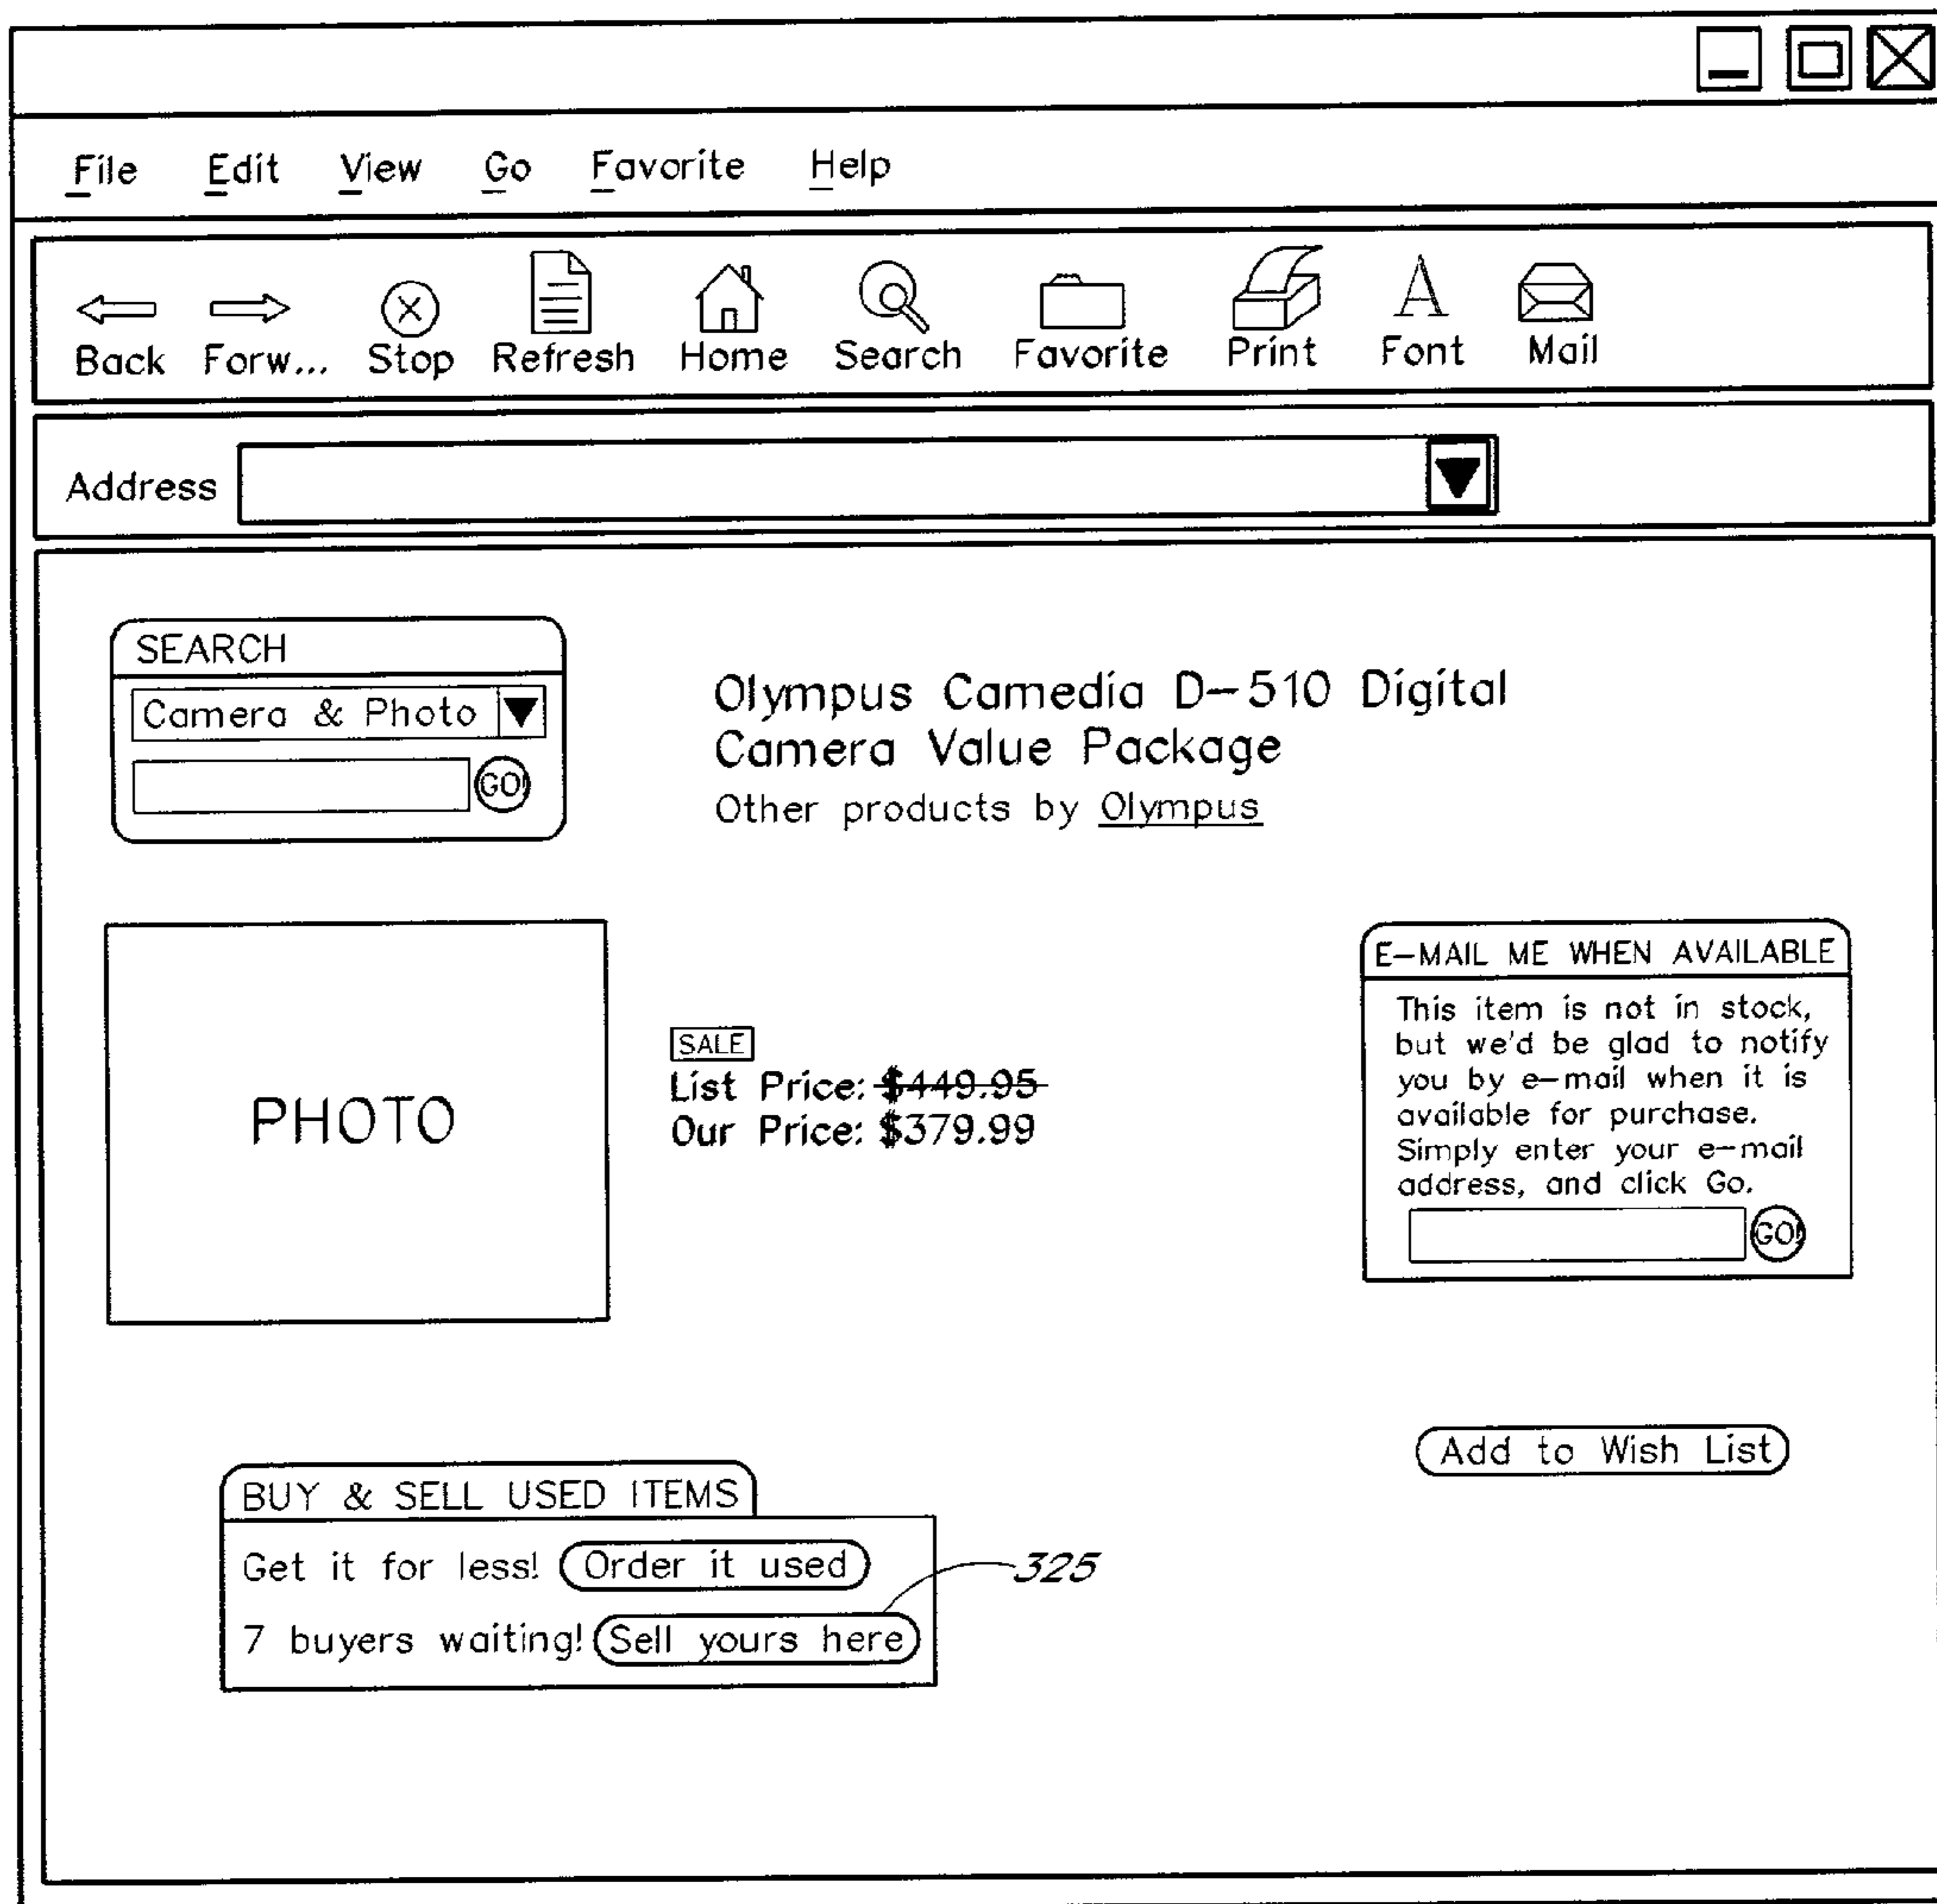 File Edit View Go Favorite Help
Back Forw... Stop Refresh Home Search Favorite Print A Font Mail
Address
SEARCH
Camera & Photo
GO!
Olympus Camedia D-510 Digital
Camera Value Package
Other products by Olympus
PHOTO
SALE
List Price: $449.95
Our Price: $379.99
E-MAIL ME WHEN AVAILABLE
This item is not in stock,
but we'd be glad to notify
you by e-mail when it is
available for purchase.
Simply enter your e-mail
address, and click Go.
GO!
Add to Wish List
BUY & SELL USED ITEMS
Get it for less! Order it used
325
7 buyers waiting! Sell yours here